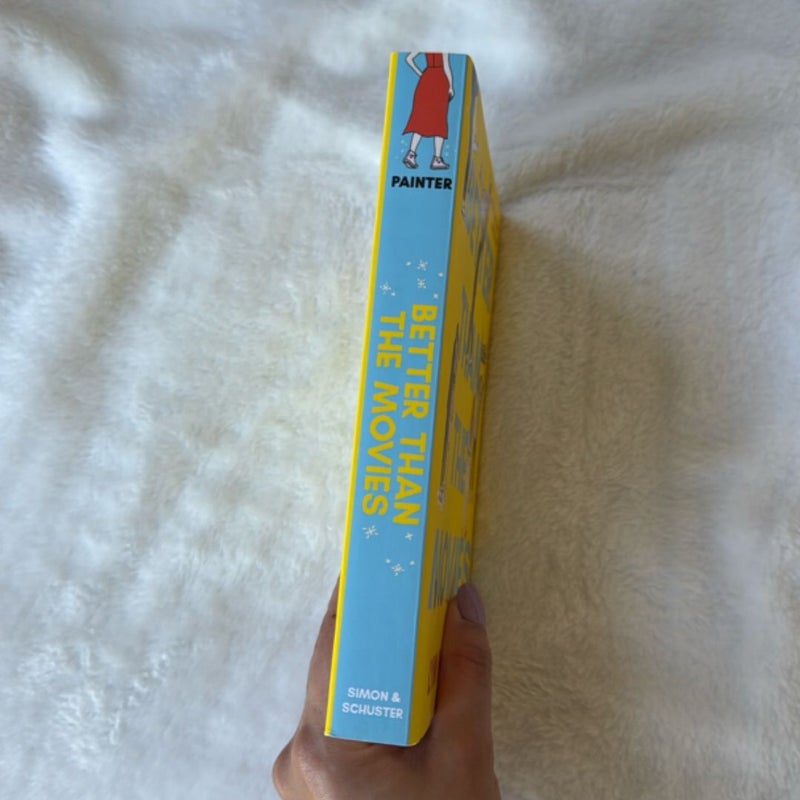 PAINTER
BETTER THAN
THE MOVIES
SIMON &
SCHUSTER